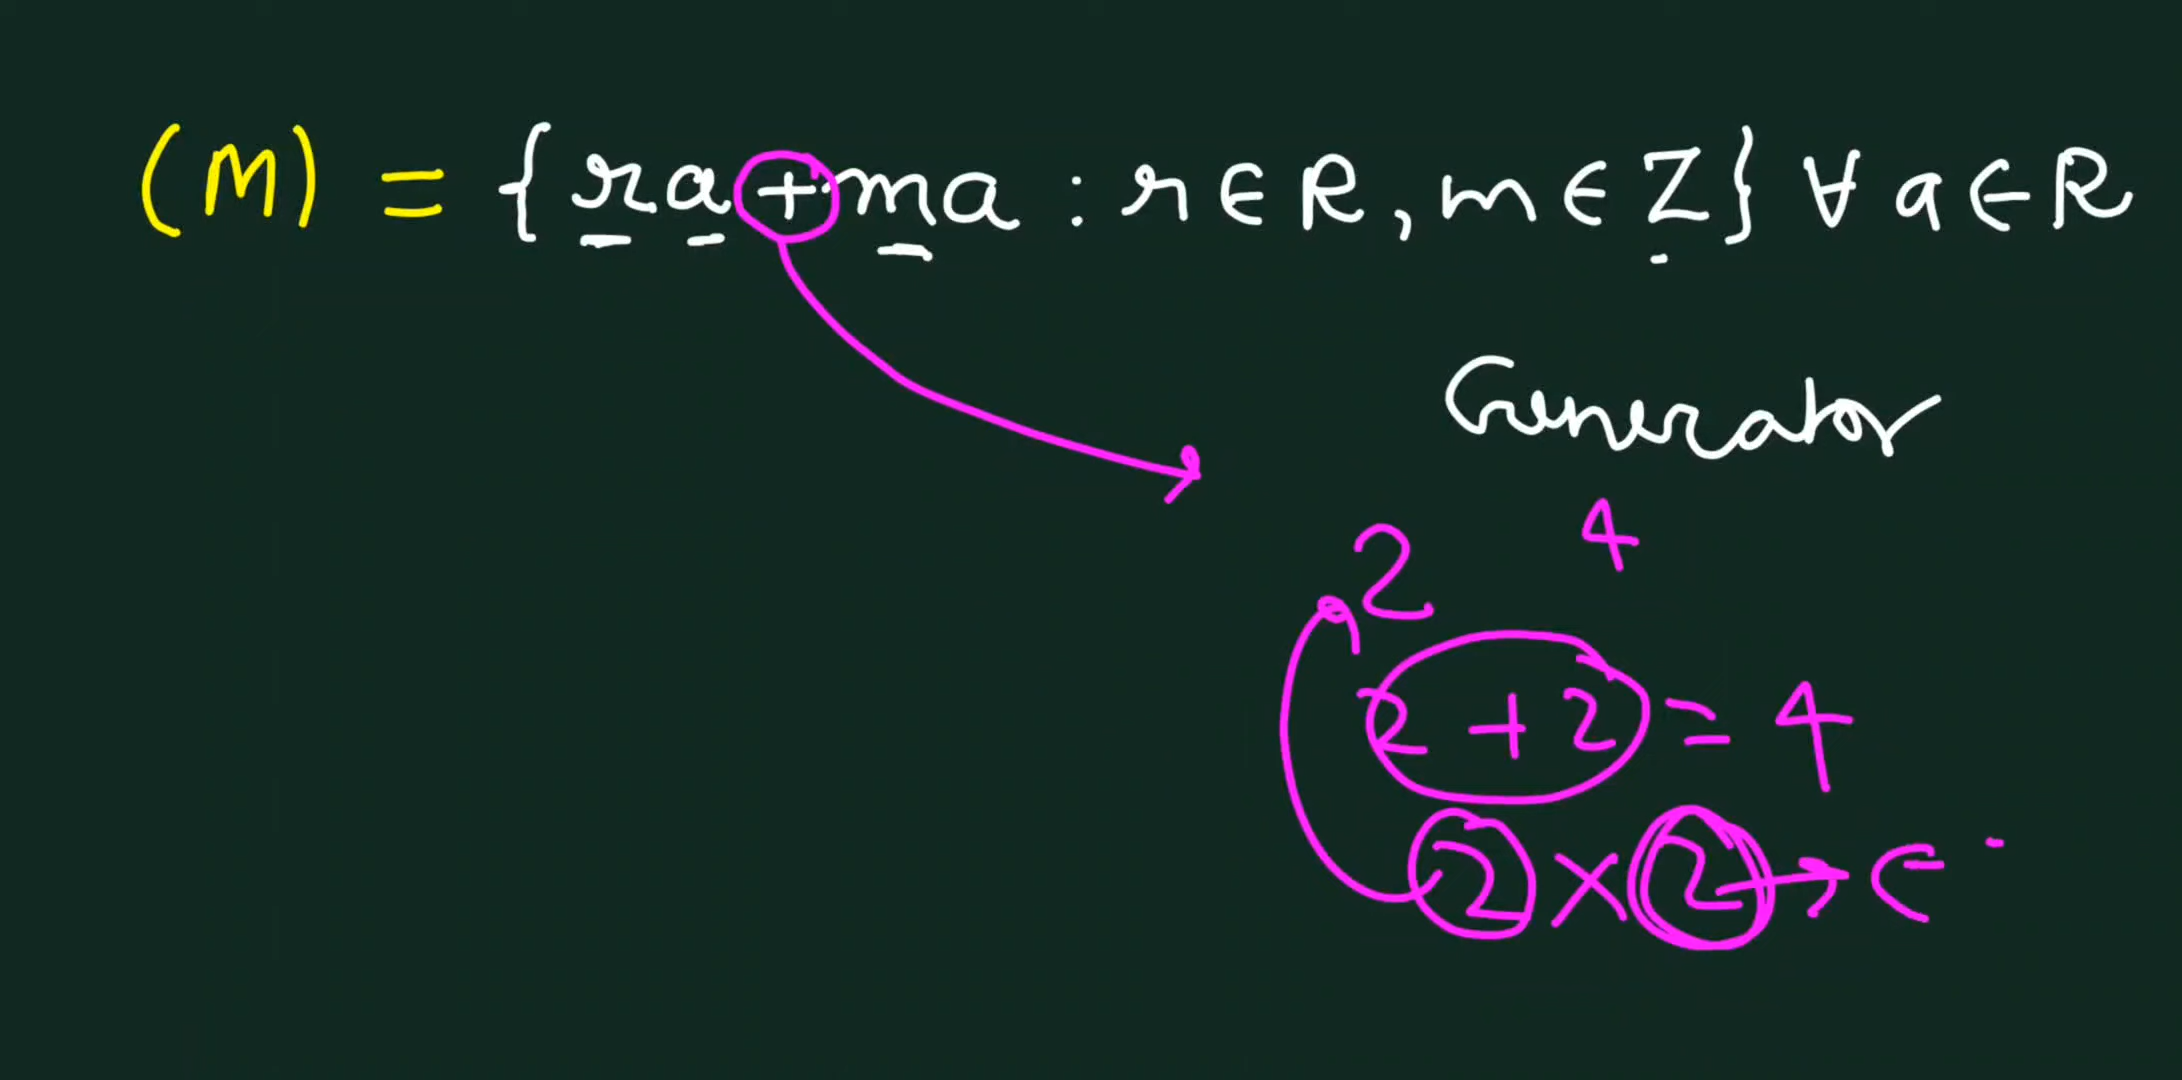 (M) = {ra + ma : r ∈ R, m ∈ Z} ∀ a ∈ R
Generator
2 4
2 + 2 = 4
2 × 2 → ∈